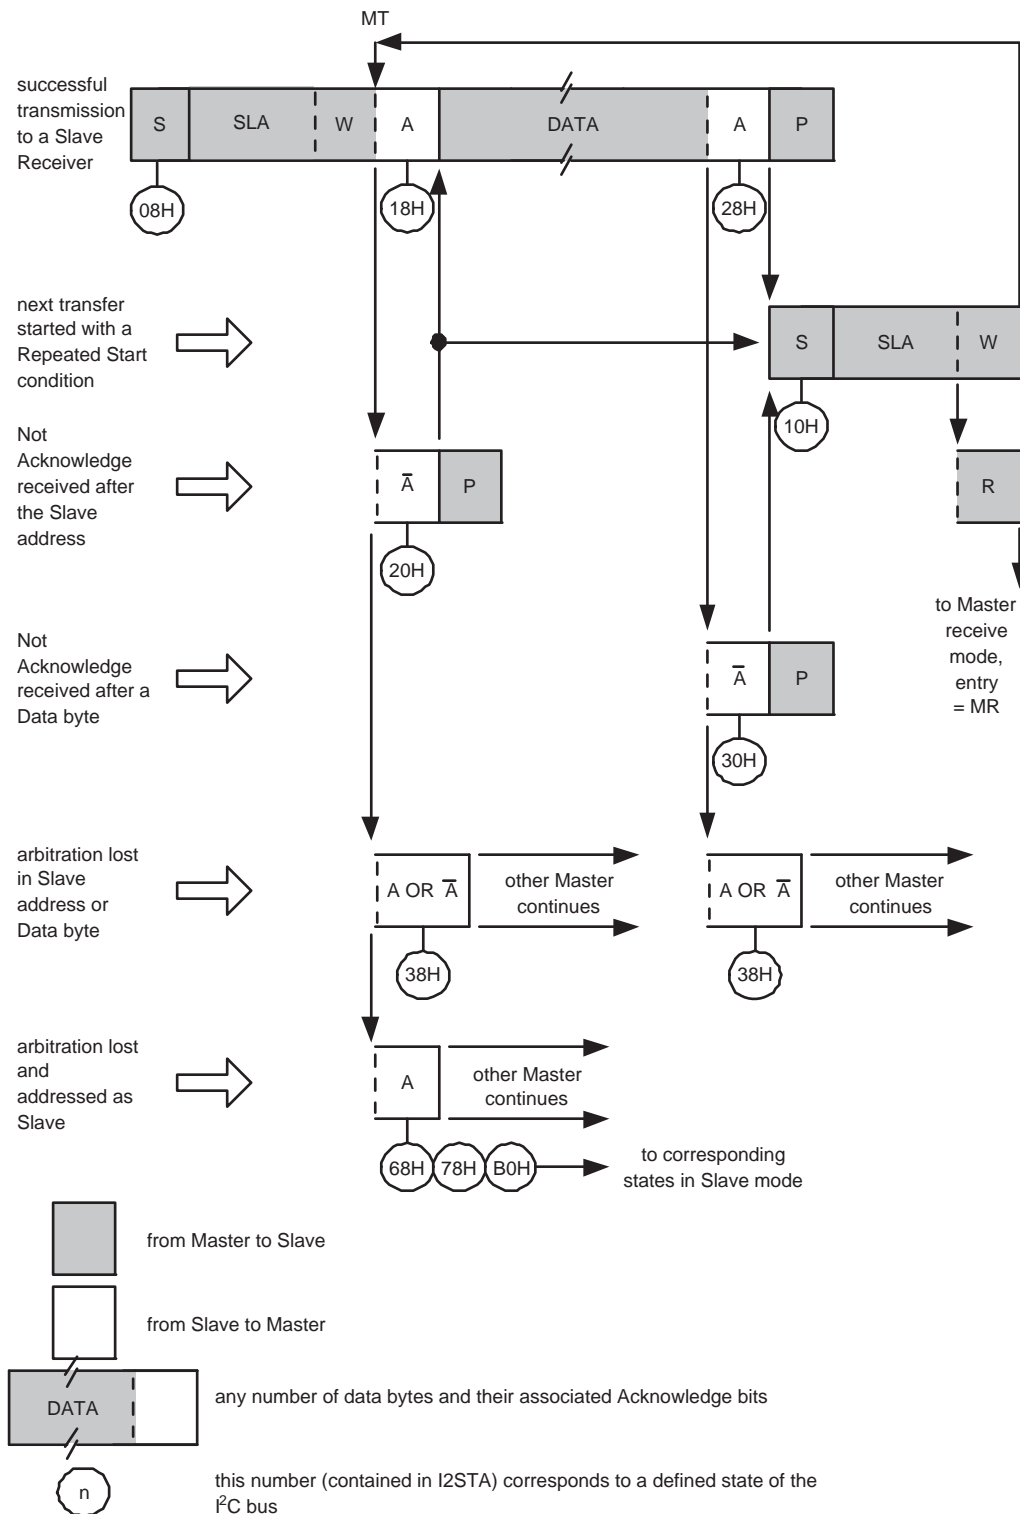 MT
successful
transmission
to a Slave
Receiver
S SLA W A DATA A P
08H 18H 28H
next transfer
started with a
Repeated Start
condition
S SLA W
10H
Not
Acknowledge
received after
the Slave
address
A̅ P
R
20H
to Master
receive
mode,
entry
= MR
Not
Acknowledge
received after a
Data byte
A̅ P
30H
arbitration lost
in Slave
address or
Data byte
A OR A̅
other Master
continues
A OR A̅
other Master
continues
38H 38H
arbitration lost
and
addressed as
Slave
A
other Master
continues
68H 78H B0H
to corresponding
states in Slave mode
from Master to Slave
from Slave to Master
DATA
any number of data bytes and their associated Acknowledge bits
n
this number (contained in I2STA) corresponds to a defined state of the
I²C bus